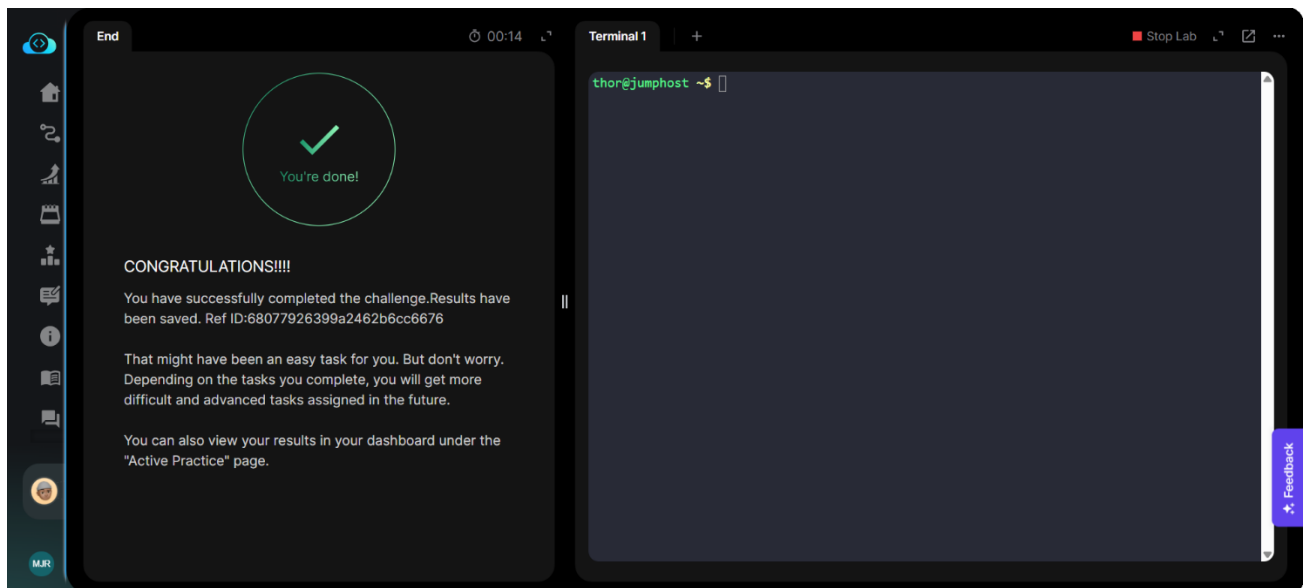 End
00:14
CONGRATULATIONS!!!!
You're done!
You have successfully completed the challenge.Results have
been saved. Ref ID:68077926399a2462b6cc6676
That might have been an easy task for you. But don't worry.
Depending on the tasks you complete, you will get more
difficult and advanced tasks assigned in the future.
You can also view your results in your dashboard under the
"Active Practice" page.
Terminal 1
+
Stop Lab
thor@jumphost ~$
Feedback
MJR